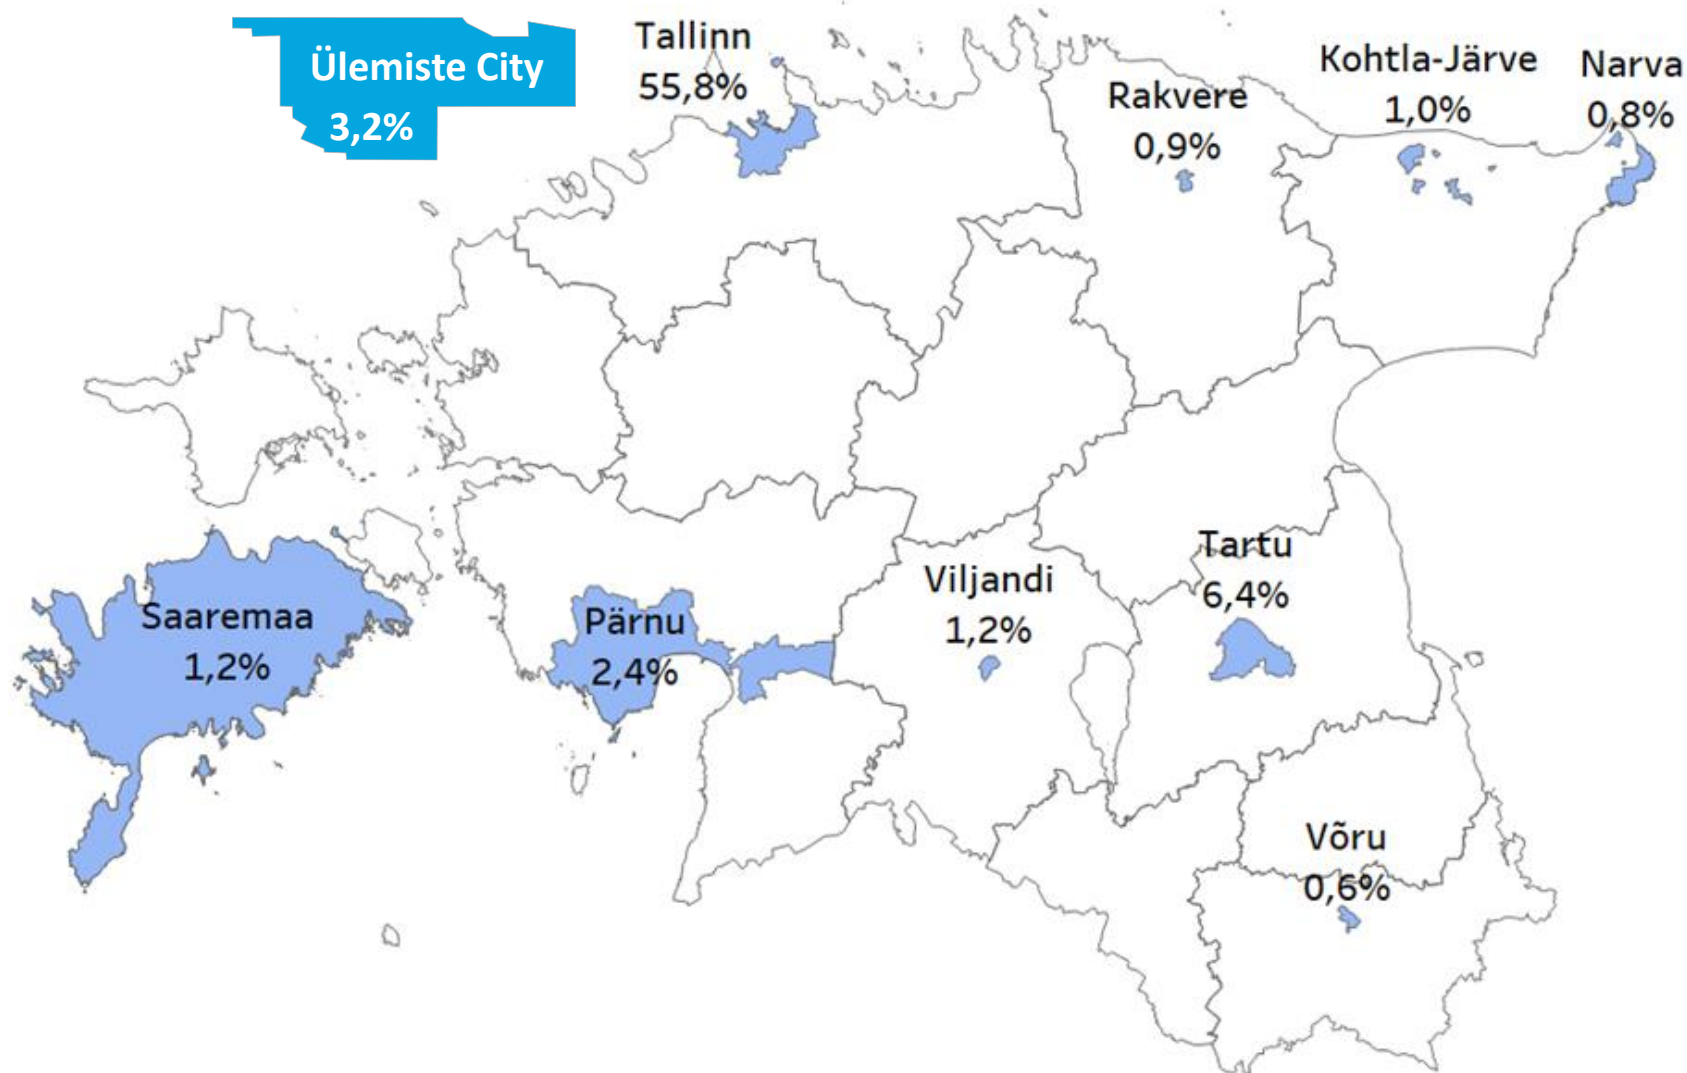 Ülemiste City
3,2%
Tallinn
55,8%
Rakvere
0,9%
Kohtla-Järve
1,0%
Narva
0,8%
Saaremaa
1,2%
Pärnu
2,4%
Viljandi
1,2%
Tartu
6,4%
Võru
0,6%